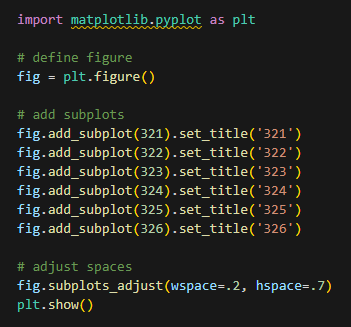 import matplotlib.pyplot as plt
# define figure
fig = plt.figure()
# add subplots
fig.add_subplot(321).set_title('321')
fig.add_subplot(322).set_title('322')
fig.add_subplot(323).set_title('323')
fig.add_subplot(324).set_title('324')
fig.add_subplot(325).set_title('325')
fig.add_subplot(326).set_title('326')
# adjust spaces
fig.subplots_adjust(wspace=.2, hspace=.7)
plt.show()